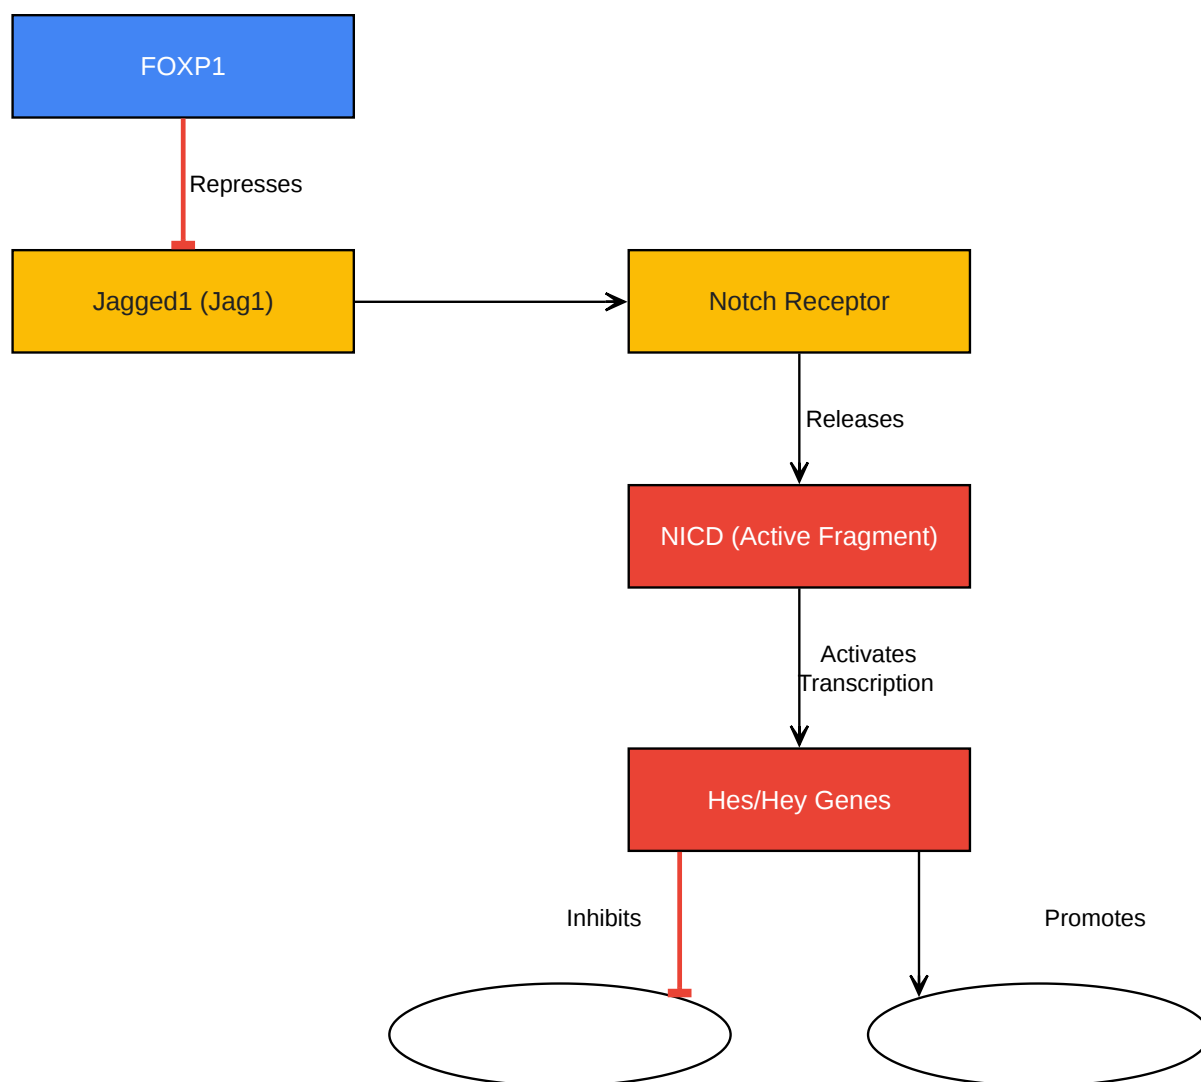 FOXP1
Represses
Jagged1 (Jag1)
Notch Receptor
Releases
NICD (Active Fragment)
Activates
Transcription
Hes/Hey Genes
Inhibits
Promotes